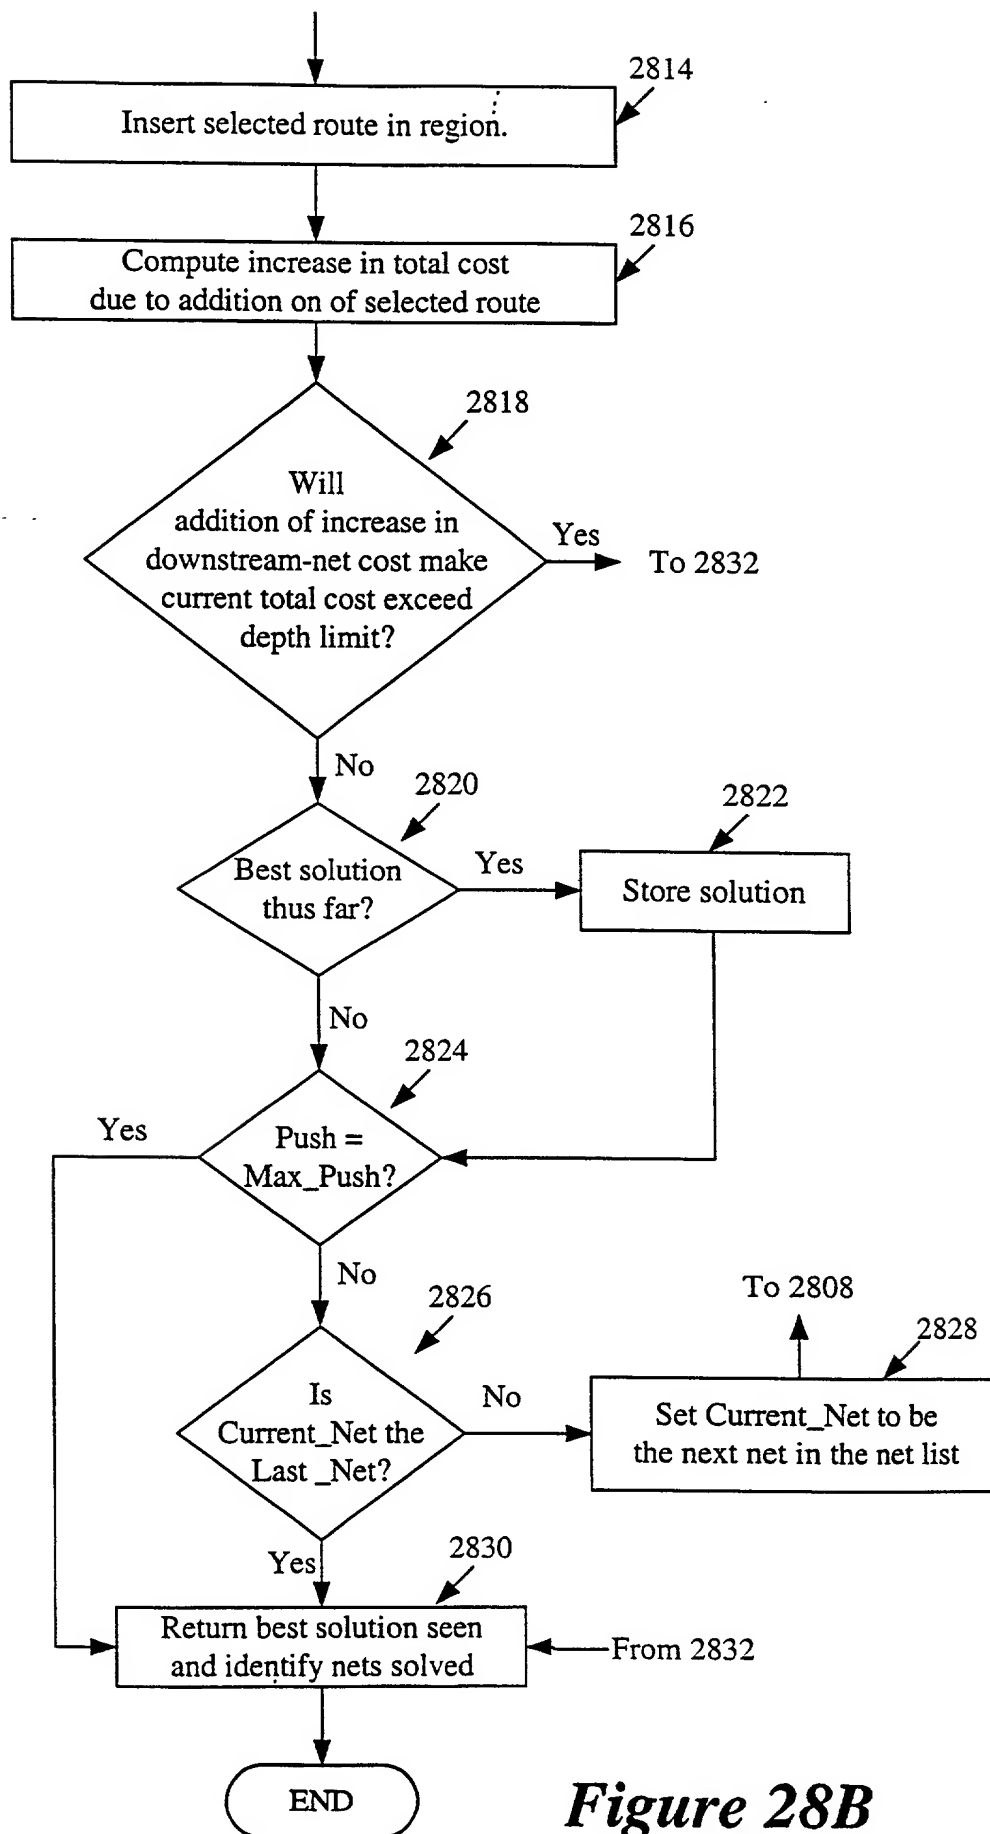 2814
Insert selected route in region.
2816
Compute increase in total cost
due to addition on of selected route
2818
Will
addition of increase in
downstream-net cost make
current total cost exceed
depth limit?
Yes
To 2832
No
2820
Best solution
thus far?
Yes
2822
Store solution
No
2824
Push =
Max_Push?
Yes
No
2826
Is
Current_Net the
Last _Net?
No
To 2808
2828
Set Current_Net to be
the next net in the net list
Yes
2830
Return best solution seen
and identify nets solved
From 2832
END
Figure 28B